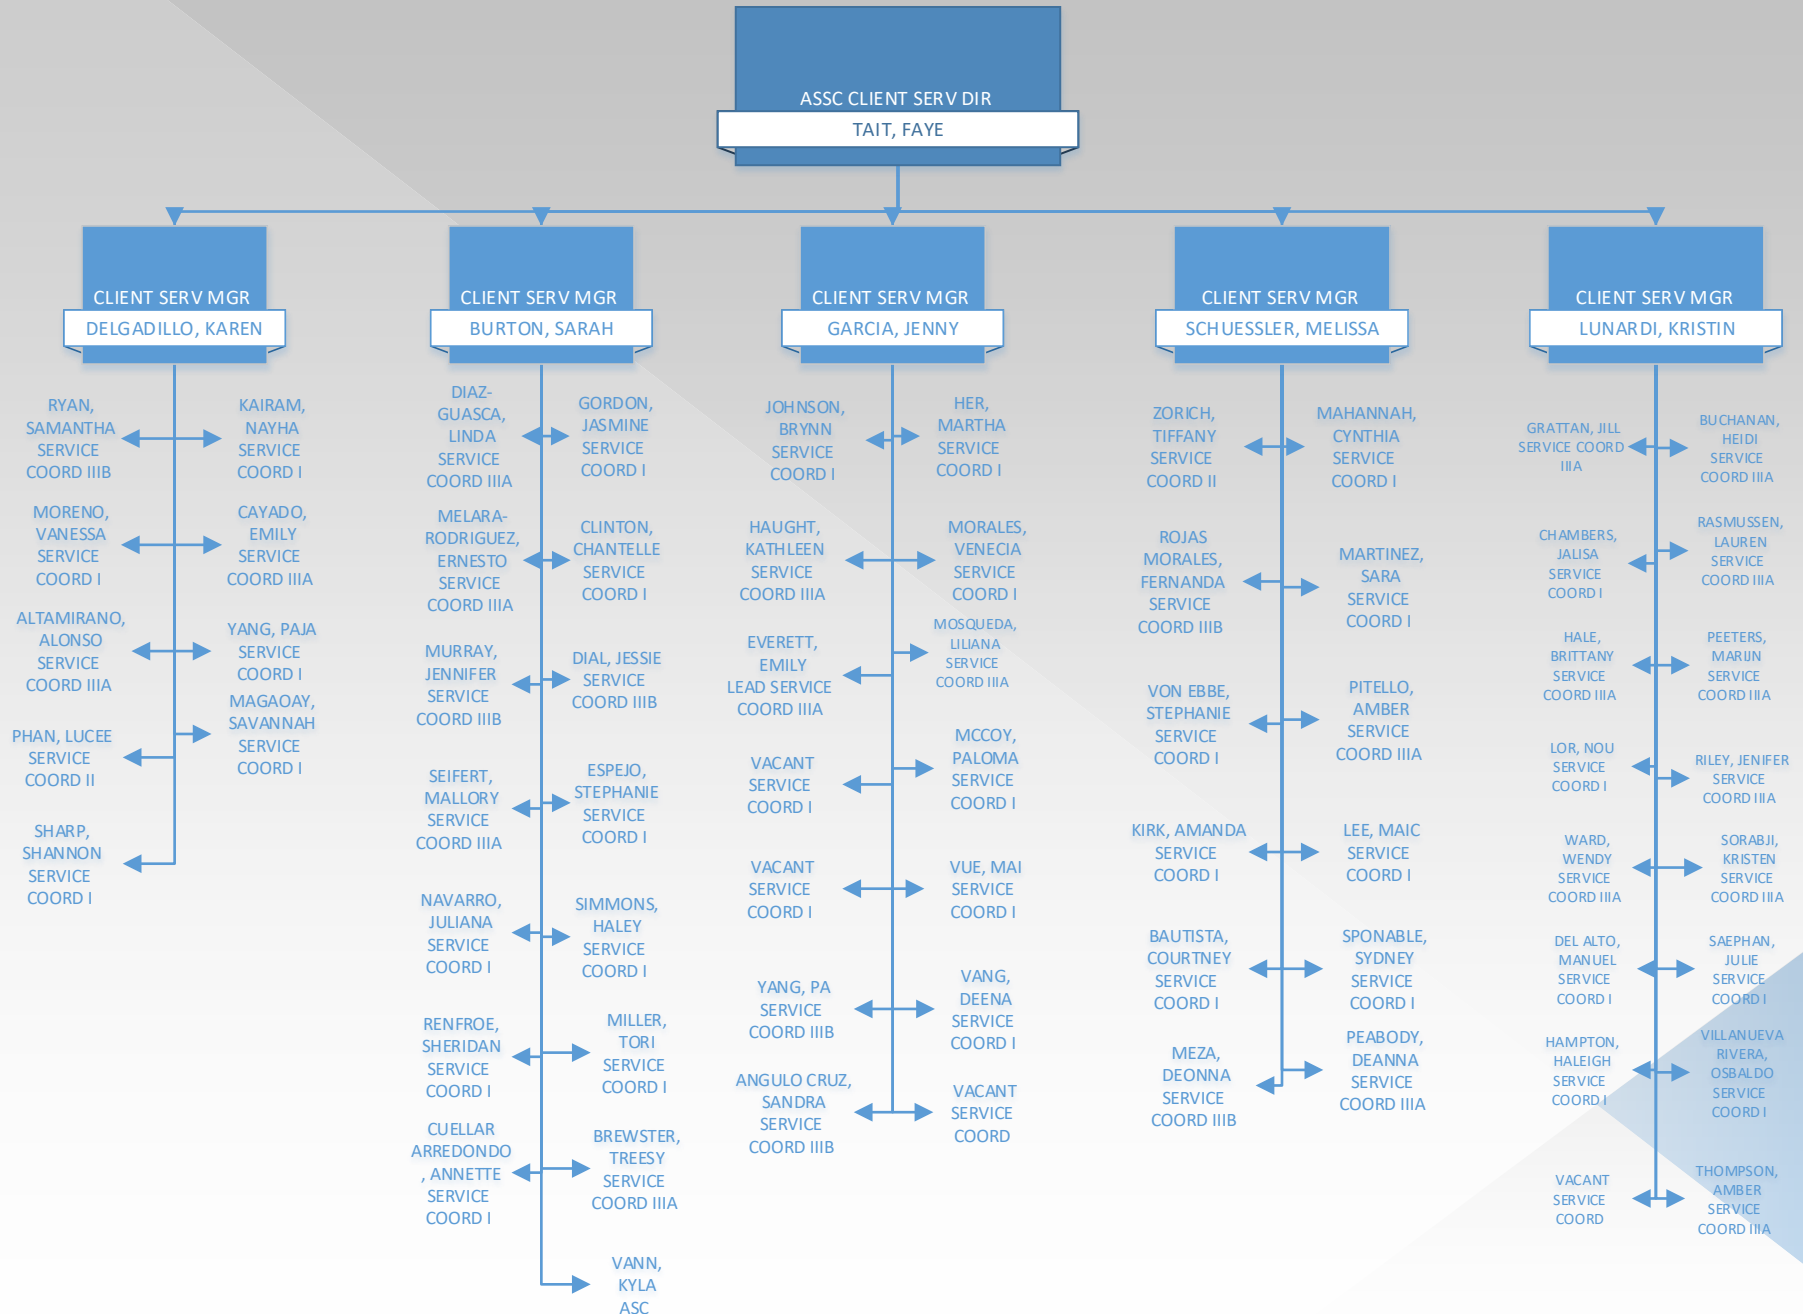 ASSC CLIENT SERV DIR
TAIT, FAYE
CLIENT SERV MGR
DELGADILLO, KAREN
RYAN,
SAMANTHA
SERVICE
COORD IIIB
KAIRAM,
NAYHA
SERVICE
COORD I
MORENO,
VANESSA
SERVICE
COORD I
CAYADO,
EMILY
SERVICE
COORD IIIA
ALTAMIRANO,
ALONSO
SERVICE
COORD IIIA
YANG, PAJA
SERVICE
COORD I
PHAN, LUCEE
SERVICE
COORD II
MAGAOAY,
SAVANNAH
SERVICE
COORD I
SHARP,
SHANNON
SERVICE
COORD I
CLIENT SERV MGR
BURTON, SARAH
DIAZ-
GUASCA,
LINDA
SERVICE
COORD IIIA
GORDON,
JASMINE
SERVICE
COORD I
MELARA-
RODRIGUEZ,
ERNESTO
SERVICE
COORD IIIA
CLINTON,
CHANTELLE
SERVICE
COORD I
MURRAY,
JENNIFER
SERVICE
COORD IIIB
DIAL, JESSIE
SERVICE
COORD IIIB
SEIFERT,
MALLORY
SERVICE
COORD IIIA
ESPEJO,
STEPHANIE
SERVICE
COORD I
NAVARRO,
JULIANA
SERVICE
COORD I
SIMMONS,
HALEY
SERVICE
COORD I
RENFROE,
SHERIDAN
SERVICE
COORD I
MILLER,
TORI
SERVICE
COORD I
CUELLAR
ARREDONDO
, ANNETTE
SERVICE
COORD I
BREWSTER,
TREESY
SERVICE
COORD IIIA
VANN,
KYLA
ASC
CLIENT SERV MGR
GARCIA, JENNY
JOHNSON,
BRYNN
SERVICE
COORD I
HER,
MARTHA
SERVICE
COORD I
HAUGHT,
KATHLEEN
SERVICE
COORD IIIA
MORALES,
VENECIA
SERVICE
COORD I
EVERETT,
EMILY
LEAD SERVICE
COORD IIIA
MOSQUEDA,
LILIANA
SERVICE
COORD IIIA
VACANT
SERVICE
COORD I
MCCOY,
PALOMA
SERVICE
COORD I
VACANT
SERVICE
COORD I
VUE, MAI
SERVICE
COORD I
YANG, PA
SERVICE
COORD IIIB
VANG,
DEENA
SERVICE
COORD I
ANGULO CRUZ,
SANDRA
SERVICE
COORD IIIB
VACANT
SERVICE
COORD
CLIENT SERV MGR
SCHUESSLER, MELISSA
ZORICH,
TIFFANY
SERVICE
COORD II
MAHANNAH,
CYNTHIA
SERVICE
COORD I
ROJAS
MORALES,
FERNANDA
SERVICE
COORD IIIB
MARTINEZ,
SARA
SERVICE
COORD I
VON EBBE,
STEPHANIE
SERVICE
COORD I
PITELLO,
AMBER
SERVICE
COORD IIIA
KIRK, AMANDA
SERVICE
COORD I
LEE, MAIC
SERVICE
COORD I
BAUTISTA,
COURTNEY
SERVICE
COORD I
SPONABLE,
SYDNEY
SERVICE
COORD I
MEZA,
DEONNA
SERVICE
COORD IIIB
PEABODY,
DEANNA
SERVICE
COORD IIIA
CLIENT SERV MGR
LUNARDI, KRISTIN
GRATTAN, JILL
SERVICE COORD
IIIA
BUCHANAN,
HEIDI
SERVICE
COORD IIIA
CHAMBERS,
JALISA
SERVICE
COORD I
RASMUSSEN,
LAUREN
SERVICE
COORD IIIA
HALE,
BRITTANY
SERVICE
COORD IIIA
PEETERS,
MARIJN
SERVICE
COORD IIIA
LOR, NOU
SERVICE
COORD I
RILEY, JENIFER
SERVICE
COORD IIIA
WARD,
WENDY
SERVICE
COORD IIIA
SORABJI,
KRISTEN
SERVICE
COORD IIIA
DEL ALTO,
MANUEL
SERVICE
COORD I
SAEPHAN,
JULIE
SERVICE
COORD I
HAMPTON,
HALEIGH
SERVICE
COORD I
VILLANUEVA
RIVERA,
OSBALDO
SERVICE
COORD I
VACANT
SERVICE
COORD
THOMPSON,
AMBER
SERVICE
COORD IIIA